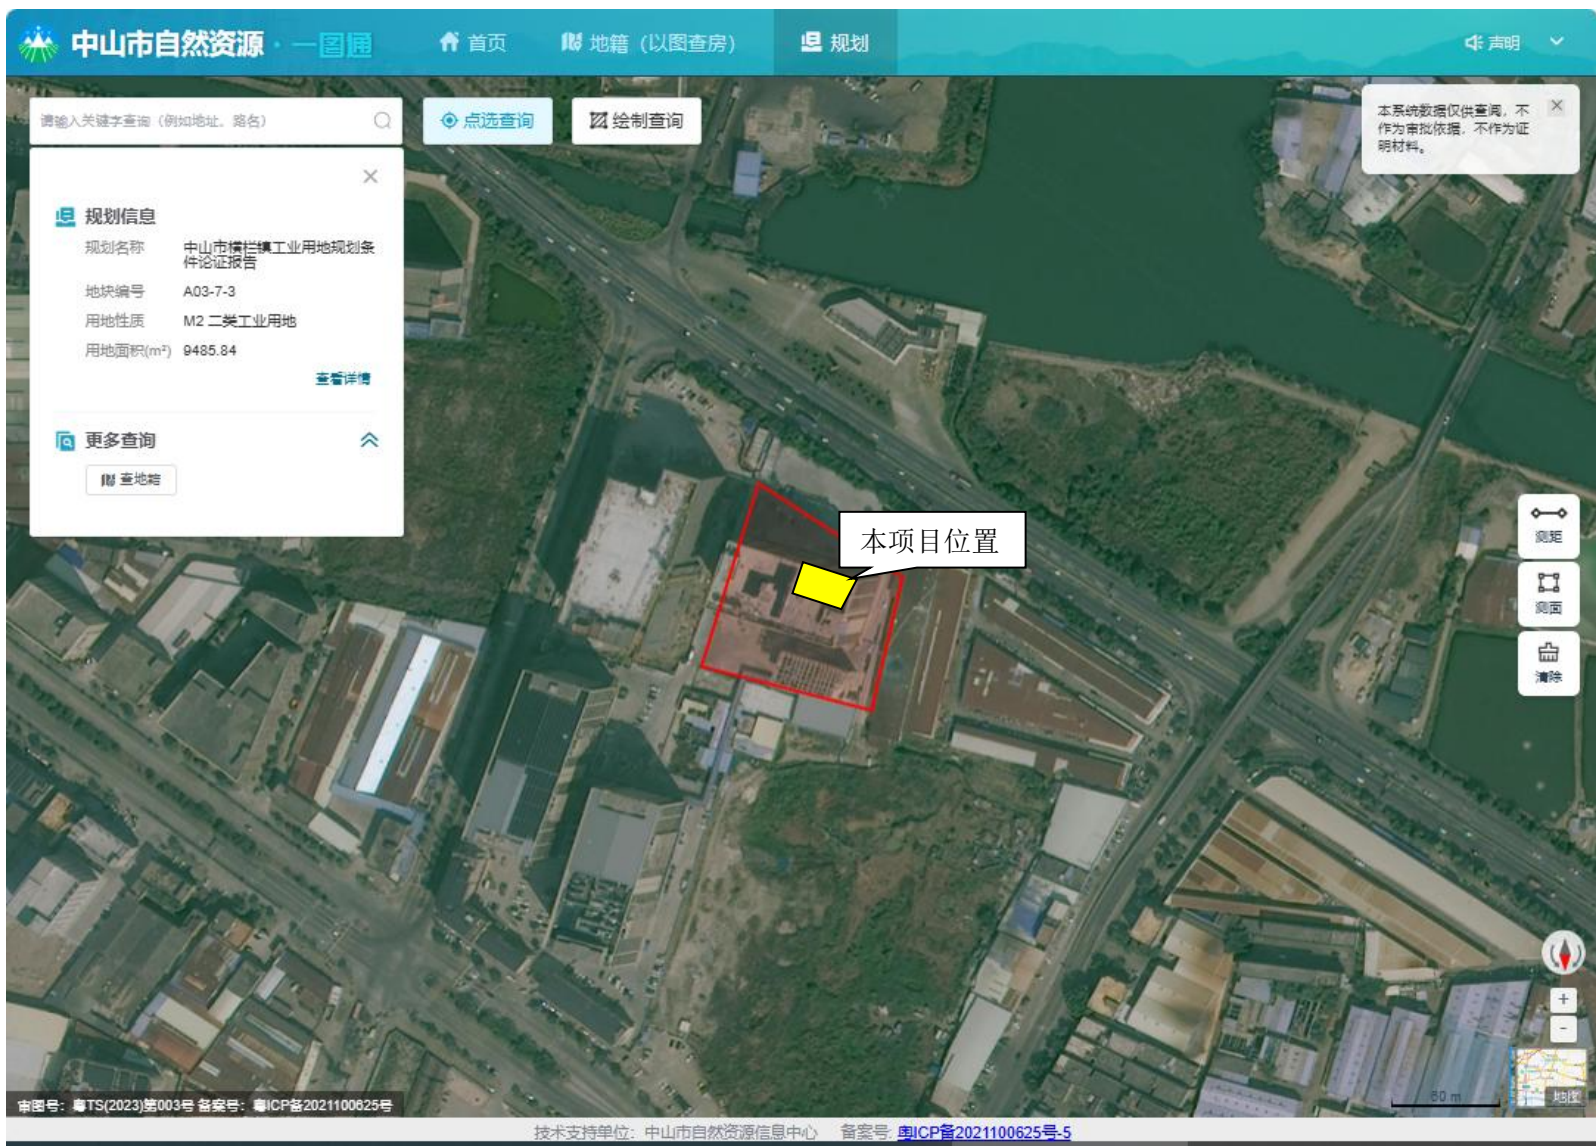 中山市自然资源·一图通
首页
地籍（以图查房）
规划
声明
请输入关键字查询（例如地址、路名）
点选查询
绘制查询
本系统数据仅供查阅，不
作为审批依据，不作为证
明材料。
规划信息
规划名称 中山市横栏镇工业用地规划条
件论证报告
地块编号 A03-7-3
用地性质 M2 二类工业用地
用地面积(m²) 9485.84
查看详情
更多查询
查地籍
本项目位置
测距
测面
清除
+
-
60 m
地图
审图号：粤TS(2023)第003号 备案号：粤ICP备2021100625号
技术支持单位：中山市自然资源信息中心 备案号: 粤ICP备2021100625号-5